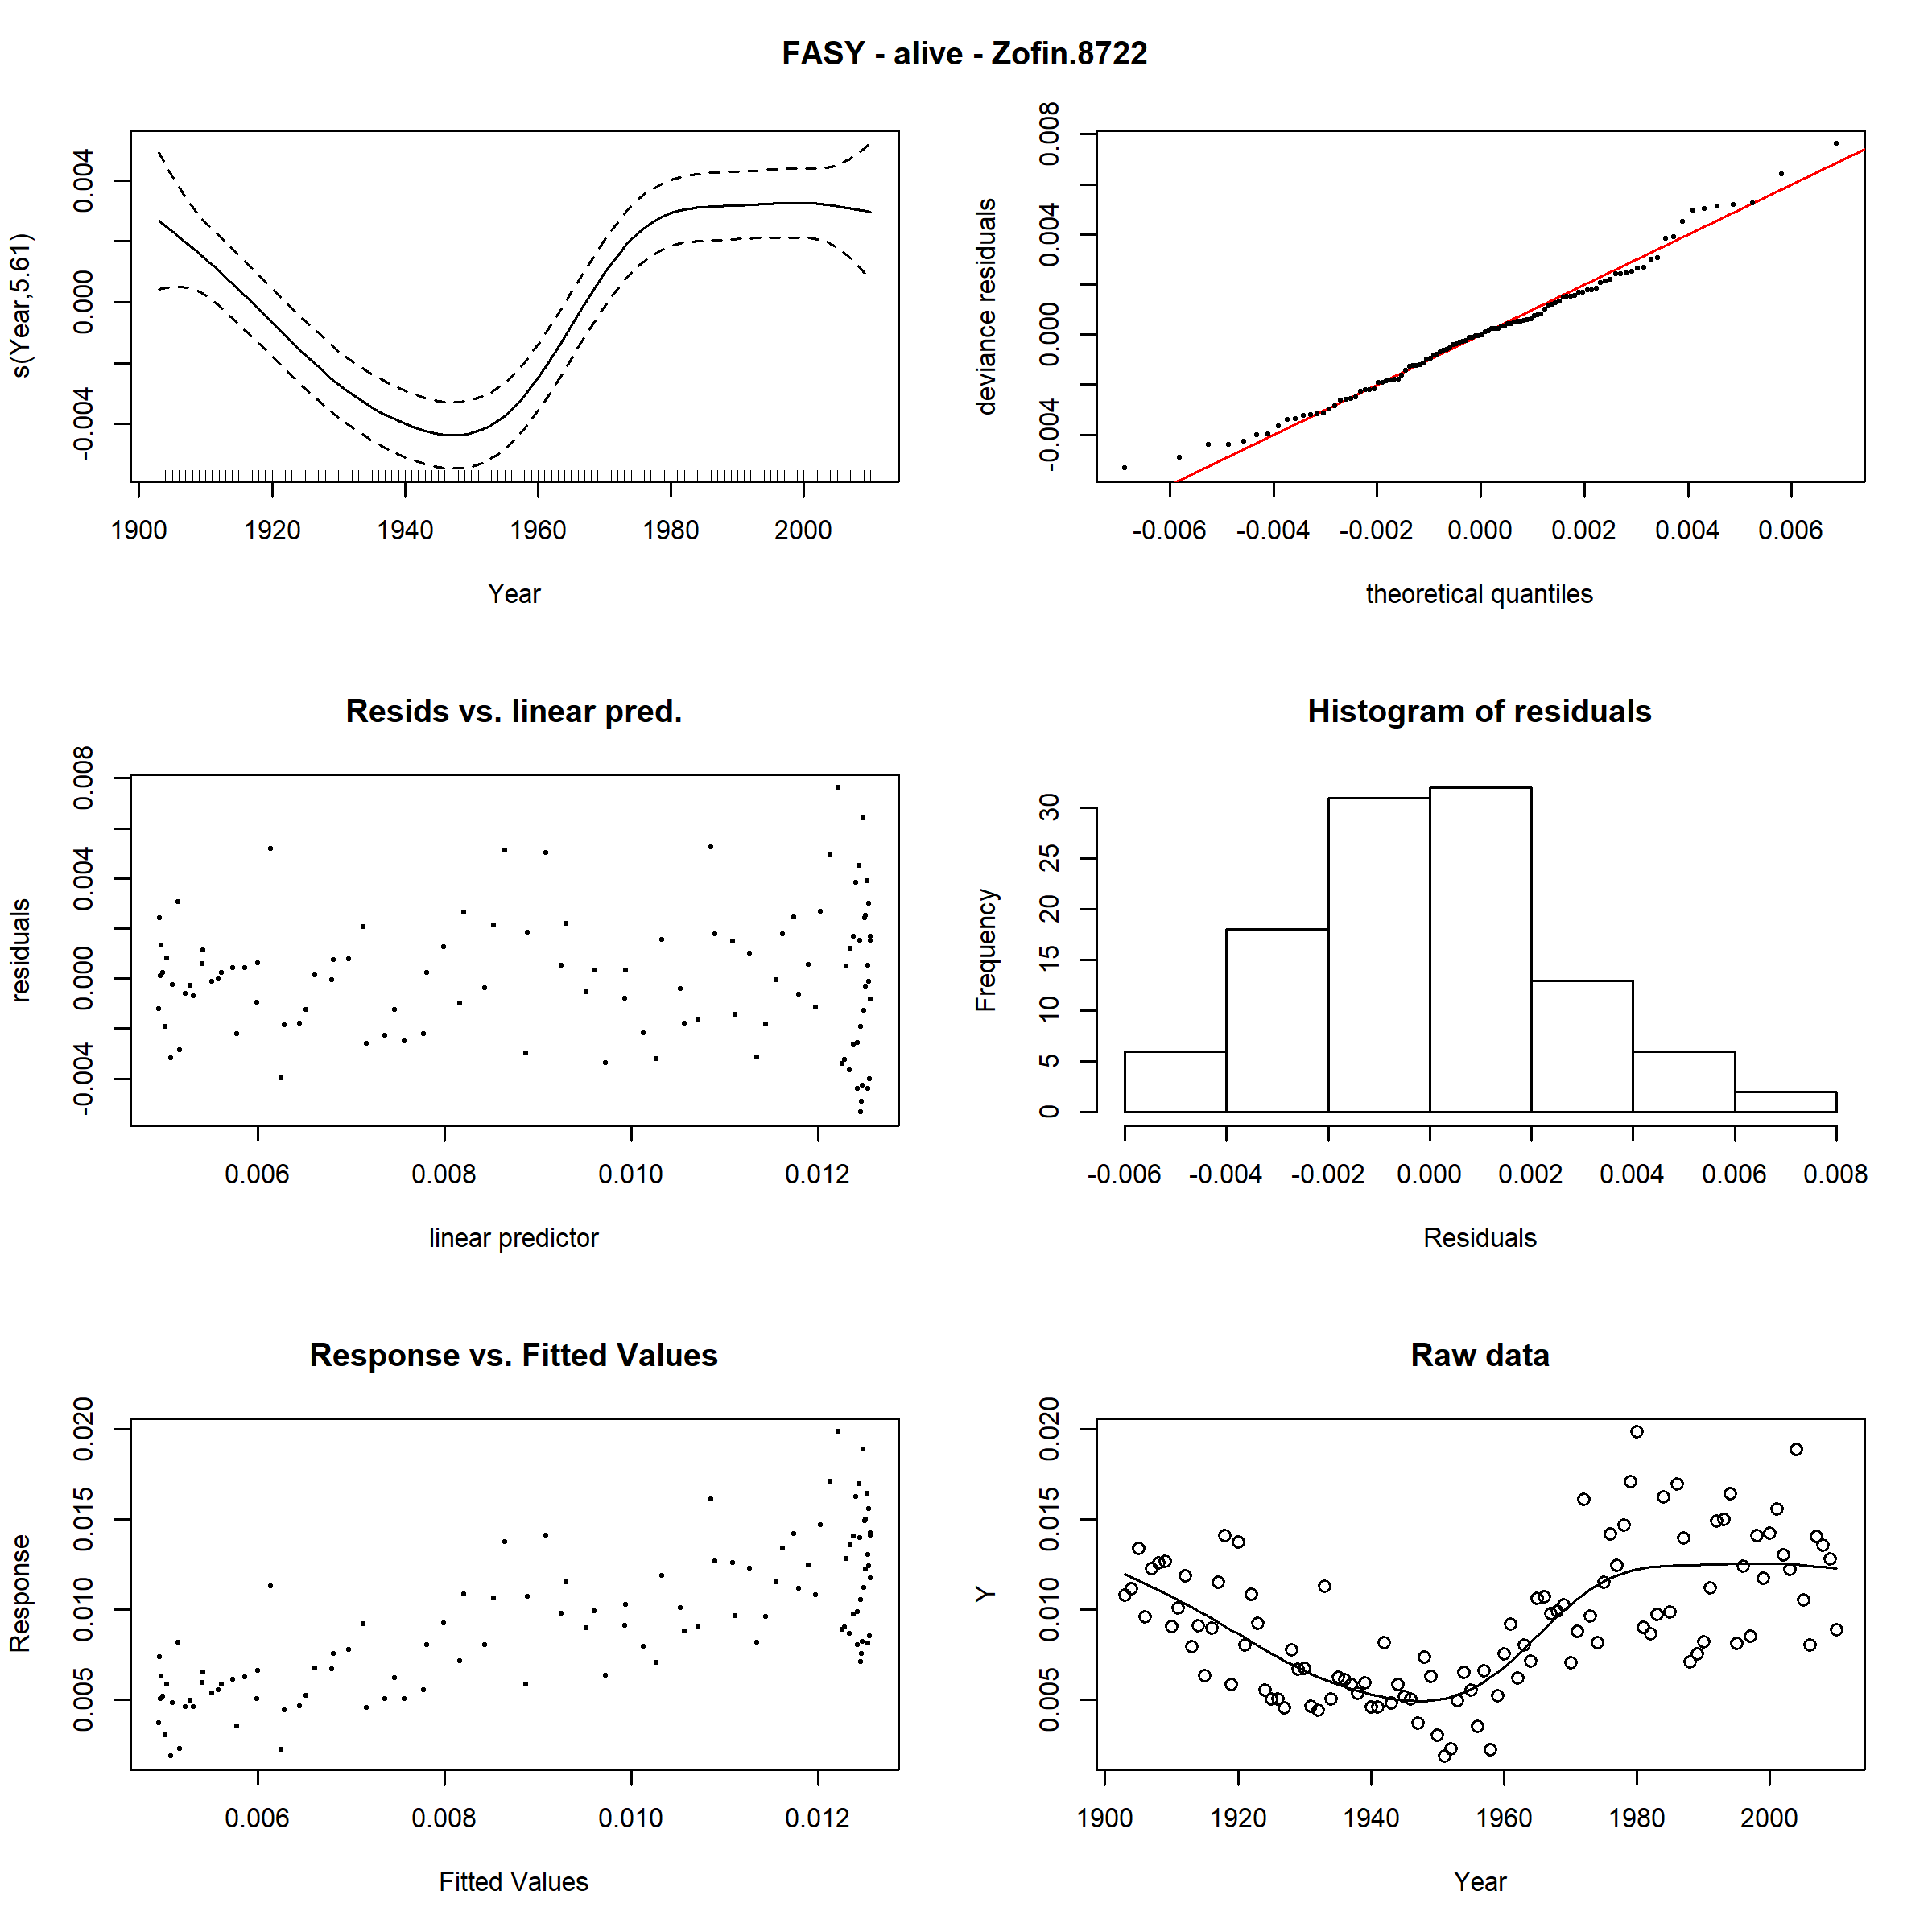 FASY - alive - Zofin.8722
s(Year,5.61)
-0.004 0.000 0.004
1900 1920 1940 1960 1980 2000
Year
deviance residuals
-0.004 0.000 0.004 0.008
-0.006 -0.004 -0.002 0.000 0.002 0.004 0.006
theoretical quantiles
Resids vs. linear pred.
residuals
-0.004 0.000 0.004 0.008
0.006 0.008 0.010 0.012
linear predictor
Histogram of residuals
Frequency
0 5 10 15 20 25 30
-0.006 -0.004 -0.002 0.000 0.002 0.004 0.006 0.008
Residuals
Response vs. Fitted Values
Response
0.005 0.010 0.015 0.020
0.006 0.008 0.010 0.012
Fitted Values
Raw data
Y
0.005 0.010 0.015 0.020
1900 1920 1940 1960 1980 2000
Year